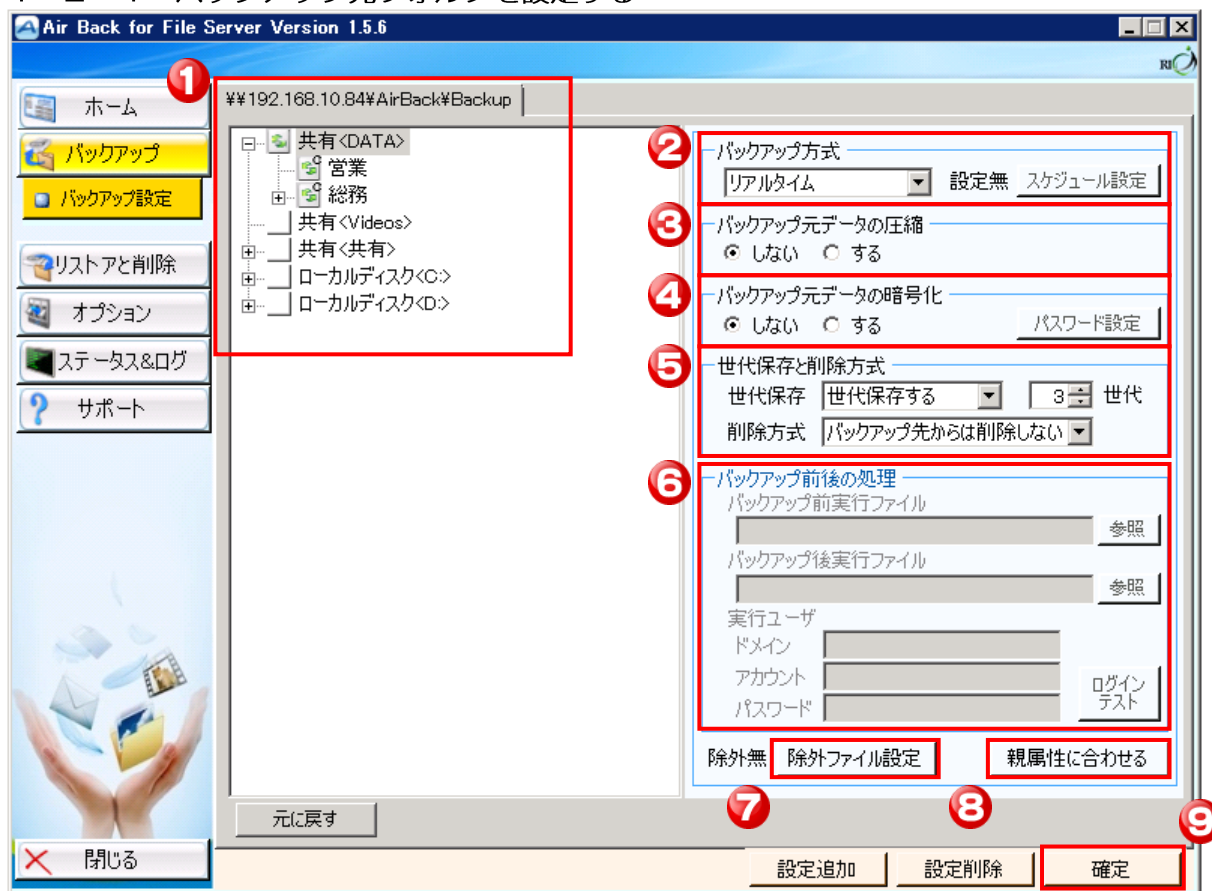 Air Back for File Server Version 1.5.6
RIO
①
ホーム
バックアップ
バックアップ設定
リストアと削除
オプション
ステータス&ログ
サポート
閉じる
¥¥192.168.10.84¥AirBack¥Backup
共有<DATA>
営業
総務
共有<Videos>
共有<共有>
ローカルディスク<C:>
ローカルディスク<D:>
元に戻す
②
バックアップ方式
リアルタイム 設定無 スケジュール設定
③
バックアップ元データの圧縮
しない する
④
バックアップ元データの暗号化
しない する パスワード設定
⑤
世代保存と削除方式
世代保存 世代保存する 3 世代
削除方式 バックアップ先からは削除しない
⑥
バックアップ前後の処理
バックアップ前実行ファイル
参照
バックアップ後実行ファイル
参照
実行ユーザ
ドメイン
アカウント
パスワード
ログイン
テスト
除外無 除外ファイル設定 親属性に合わせる
⑦ ⑧ ⑨
設定追加 設定削除 確定